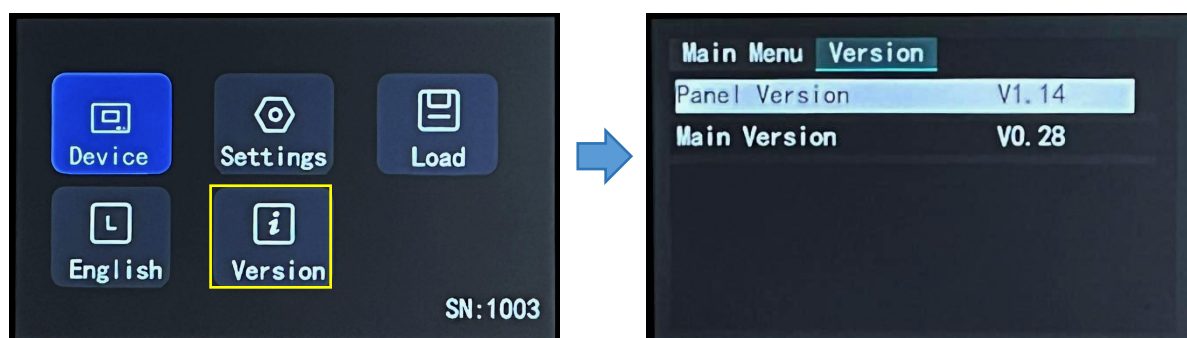 Device Settings Load
L i
English Version
SN:1003
Main Menu Version
Panel Version V1.14
Main Version V0.28